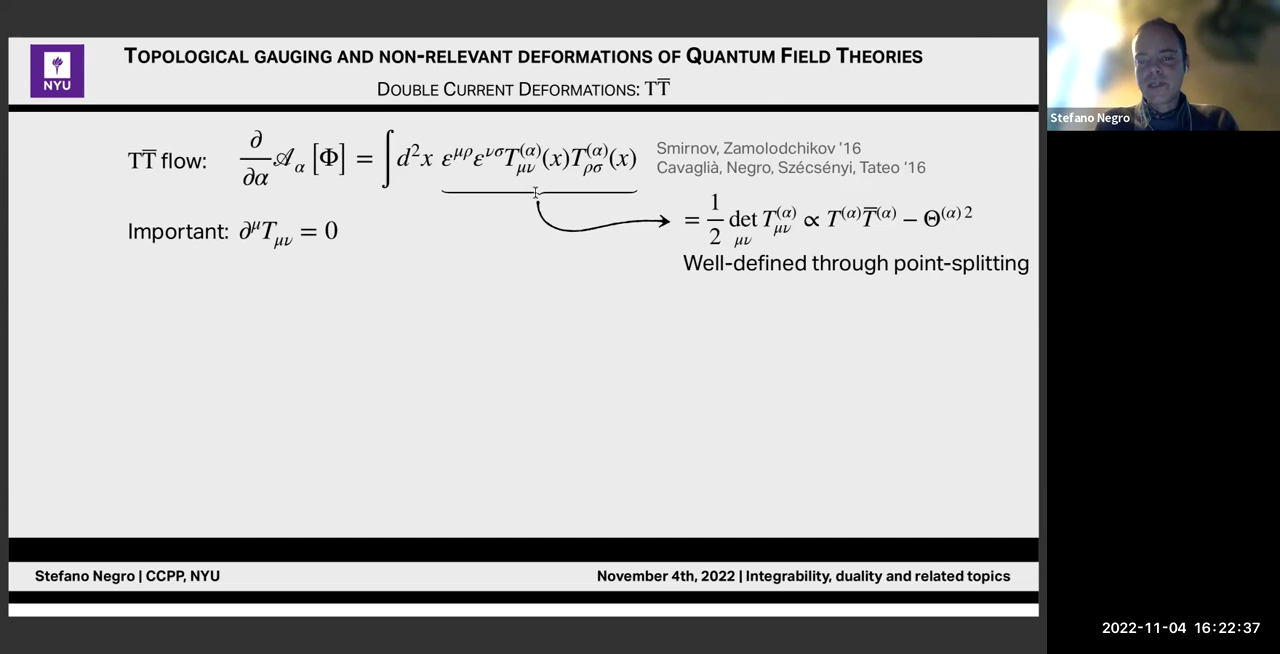 TOPOLOGICAL GAUGING AND NON-RELEVANT DEFORMATIONS OF QUANTUM FIELD THEORIES
NYU
DOUBLE CURRENT DEFORMATIONS: TT̅
TT̅ flow: ∂/∂α 𝒜_α [Φ] = ∫ d²x ε^{μρ}ε^{νσ}T_{μν}^{(α)}(x)T_{ρσ}^{(α)}(x)
Smirnov, Zamolodchikov '16
Cavaglià, Negro, Szécsényi, Tateo '16
Important: ∂^μ T_{μν} = 0
= 1/2 det_{μν} T_{μν}^{(α)} ∝ T^{(α)}T̅^{(α)} − Θ^{(α) 2}
Well-defined through point-splitting
Stefano Negro | CCPP, NYU
November 4th, 2022 | Integrability, duality and related topics
Stefano Negro
2022-11-04 16:22:37